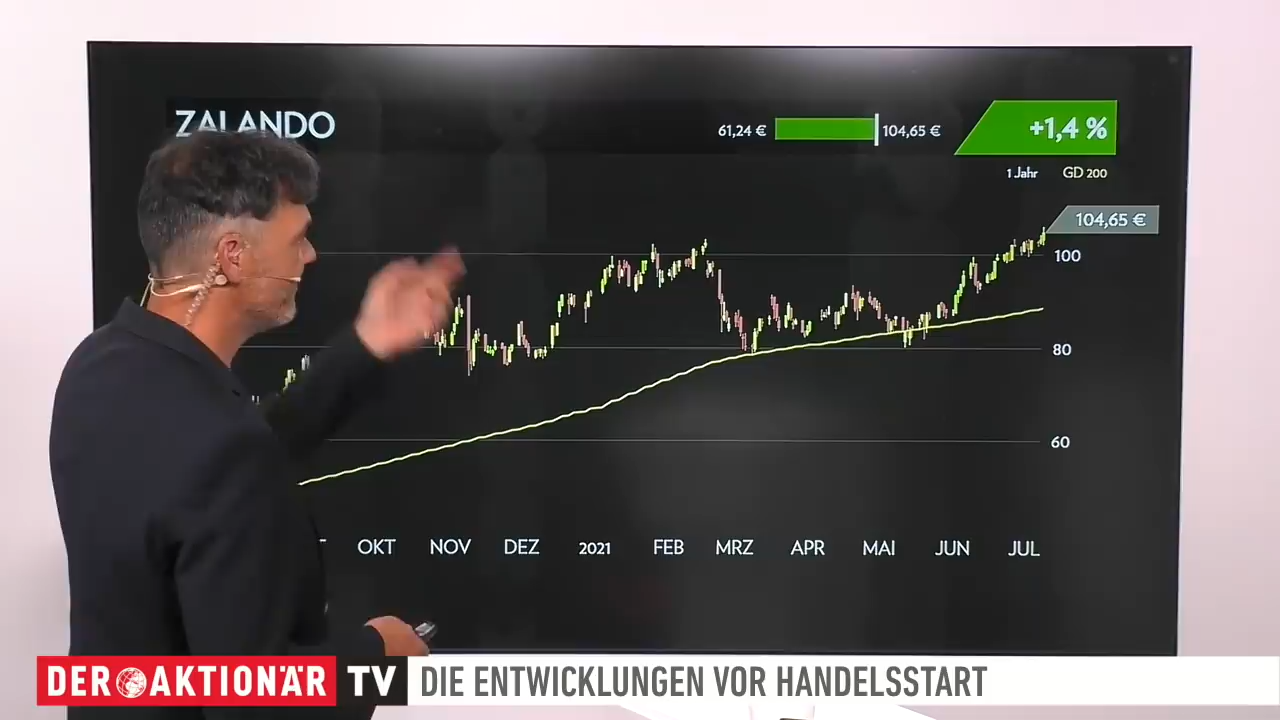 ZALANDO
61,24 € 104,65 € +1,4 %
1 Jahr GD 200
104,65 €
100
80
60
T OKT NOV DEZ 2021 FEB MRZ APR MAI JUN JUL
DER AKTIONÄR TV DIE ENTWICKLUNGEN VOR HANDELSSTART